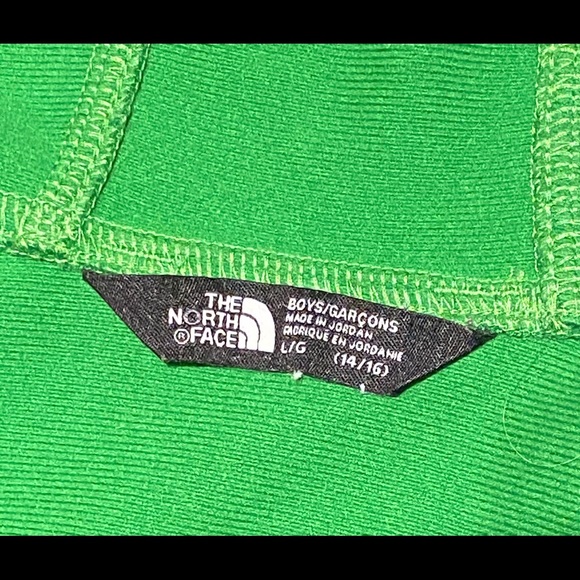 THE
NORTH
®FACE
BOYS/GARÇONS
MADE IN JORDAN
FABRIQUE EN JORDANIE
L/G (14/16)